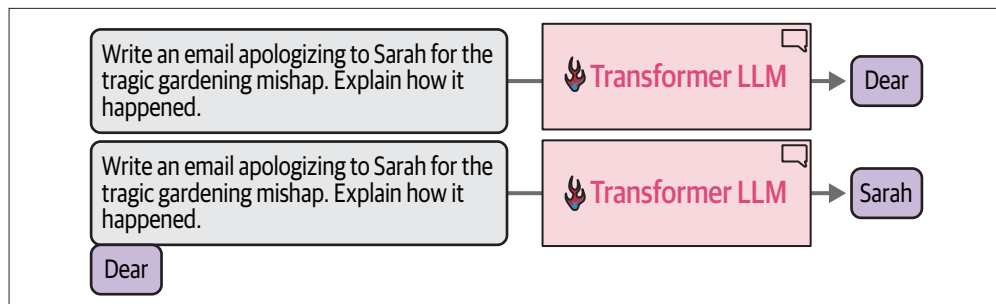 Write an email apologizing to Sarah for the
tragic gardening mishap. Explain how it
happened.
Transformer LLM
Dear
Write an email apologizing to Sarah for the
tragic gardening mishap. Explain how it
happened.
Transformer LLM
Sarah
Dear